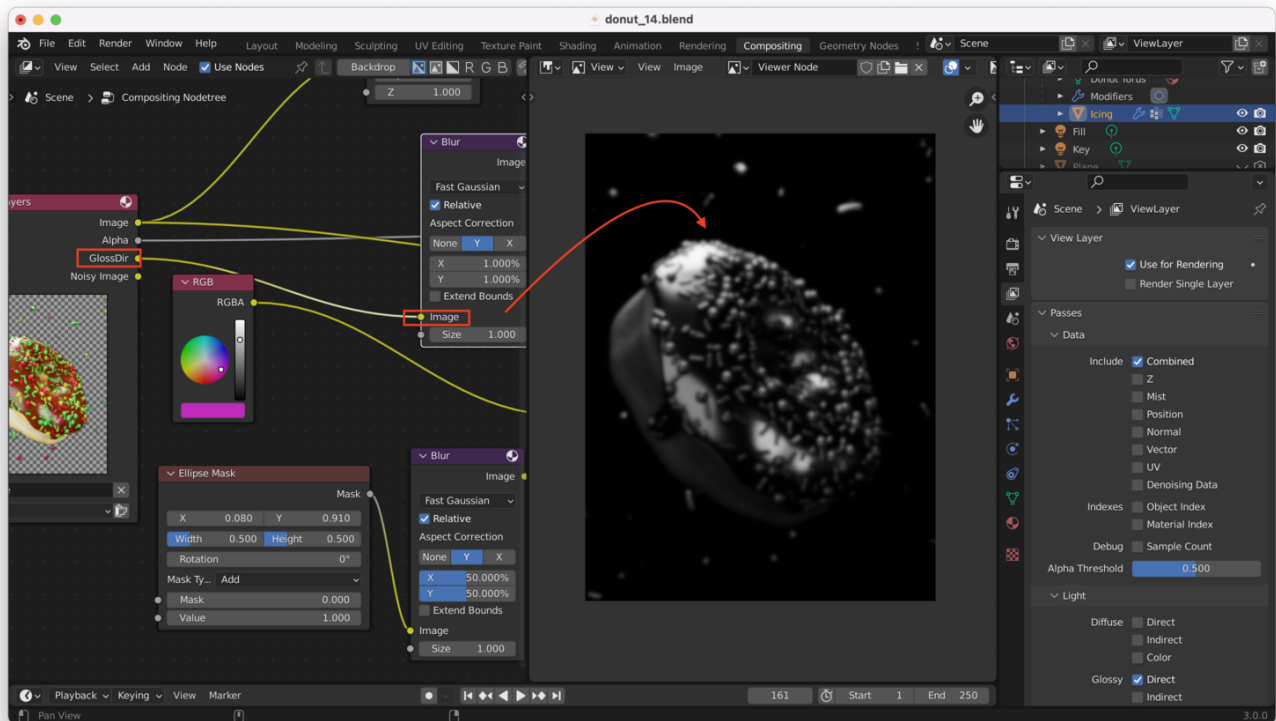 donut_14.blend
File Edit Render Window Help Layout Modeling Sculpting UV Editing Texture Paint Shading Animation Rendering Compositing Geometry Nodes Scene ViewLayer
View Select Add Node Use Nodes Backdrop R G B View View Image Viewer Node
Scene > Compositing Nodetree
Z 1.000
Donut Torus
Modifiers
Icing
Fill
Key
Plane
yers
Image
Alpha
GlossDir
Noisy Image
RGB
RGBA
Blur
Image
Fast Gaussian
Relative
Aspect Correction
None Y X
X 1.000%
Y 1.000%
Extend Bounds
Image
Size 1.000
Ellipse Mask
Mask
X 0.080 Y 0.910
Width 0.500 Height 0.500
Rotation 0°
Mask Ty... Add
Mask 0.000
Value 1.000
Blur
Image
Fast Gaussian
Relative
Aspect Correction
None Y X
X 50.000%
Y 50.000%
Extend Bounds
Image
Size 1.000
Scene > ViewLayer
View Layer
Use for Rendering
Render Single Layer
Passes
Data
Include Combined
Z
Mist
Position
Normal
Vector
UV
Denoising Data
Indexes Object Index
Material Index
Debug Sample Count
Alpha Threshold 0.500
Light
Diffuse Direct
Indirect
Color
Glossy Direct
Indirect
Playback Keying View Marker 161 Start 1 End 250
Pan View 3.0.0